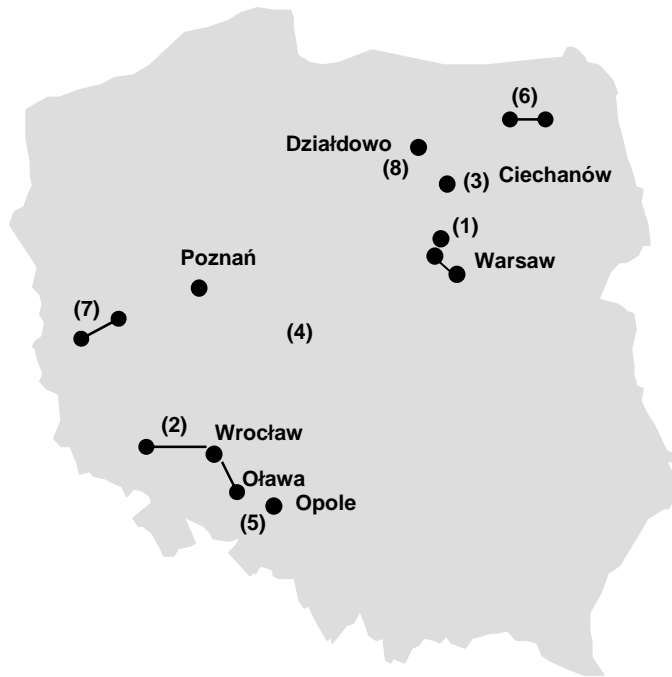 (6)
Działdowo
(8)
(3) Ciechanów
(1)
Warsaw
Poznań
(7)
(4)
(2)
Wrocław
Oława
(5)
Opole